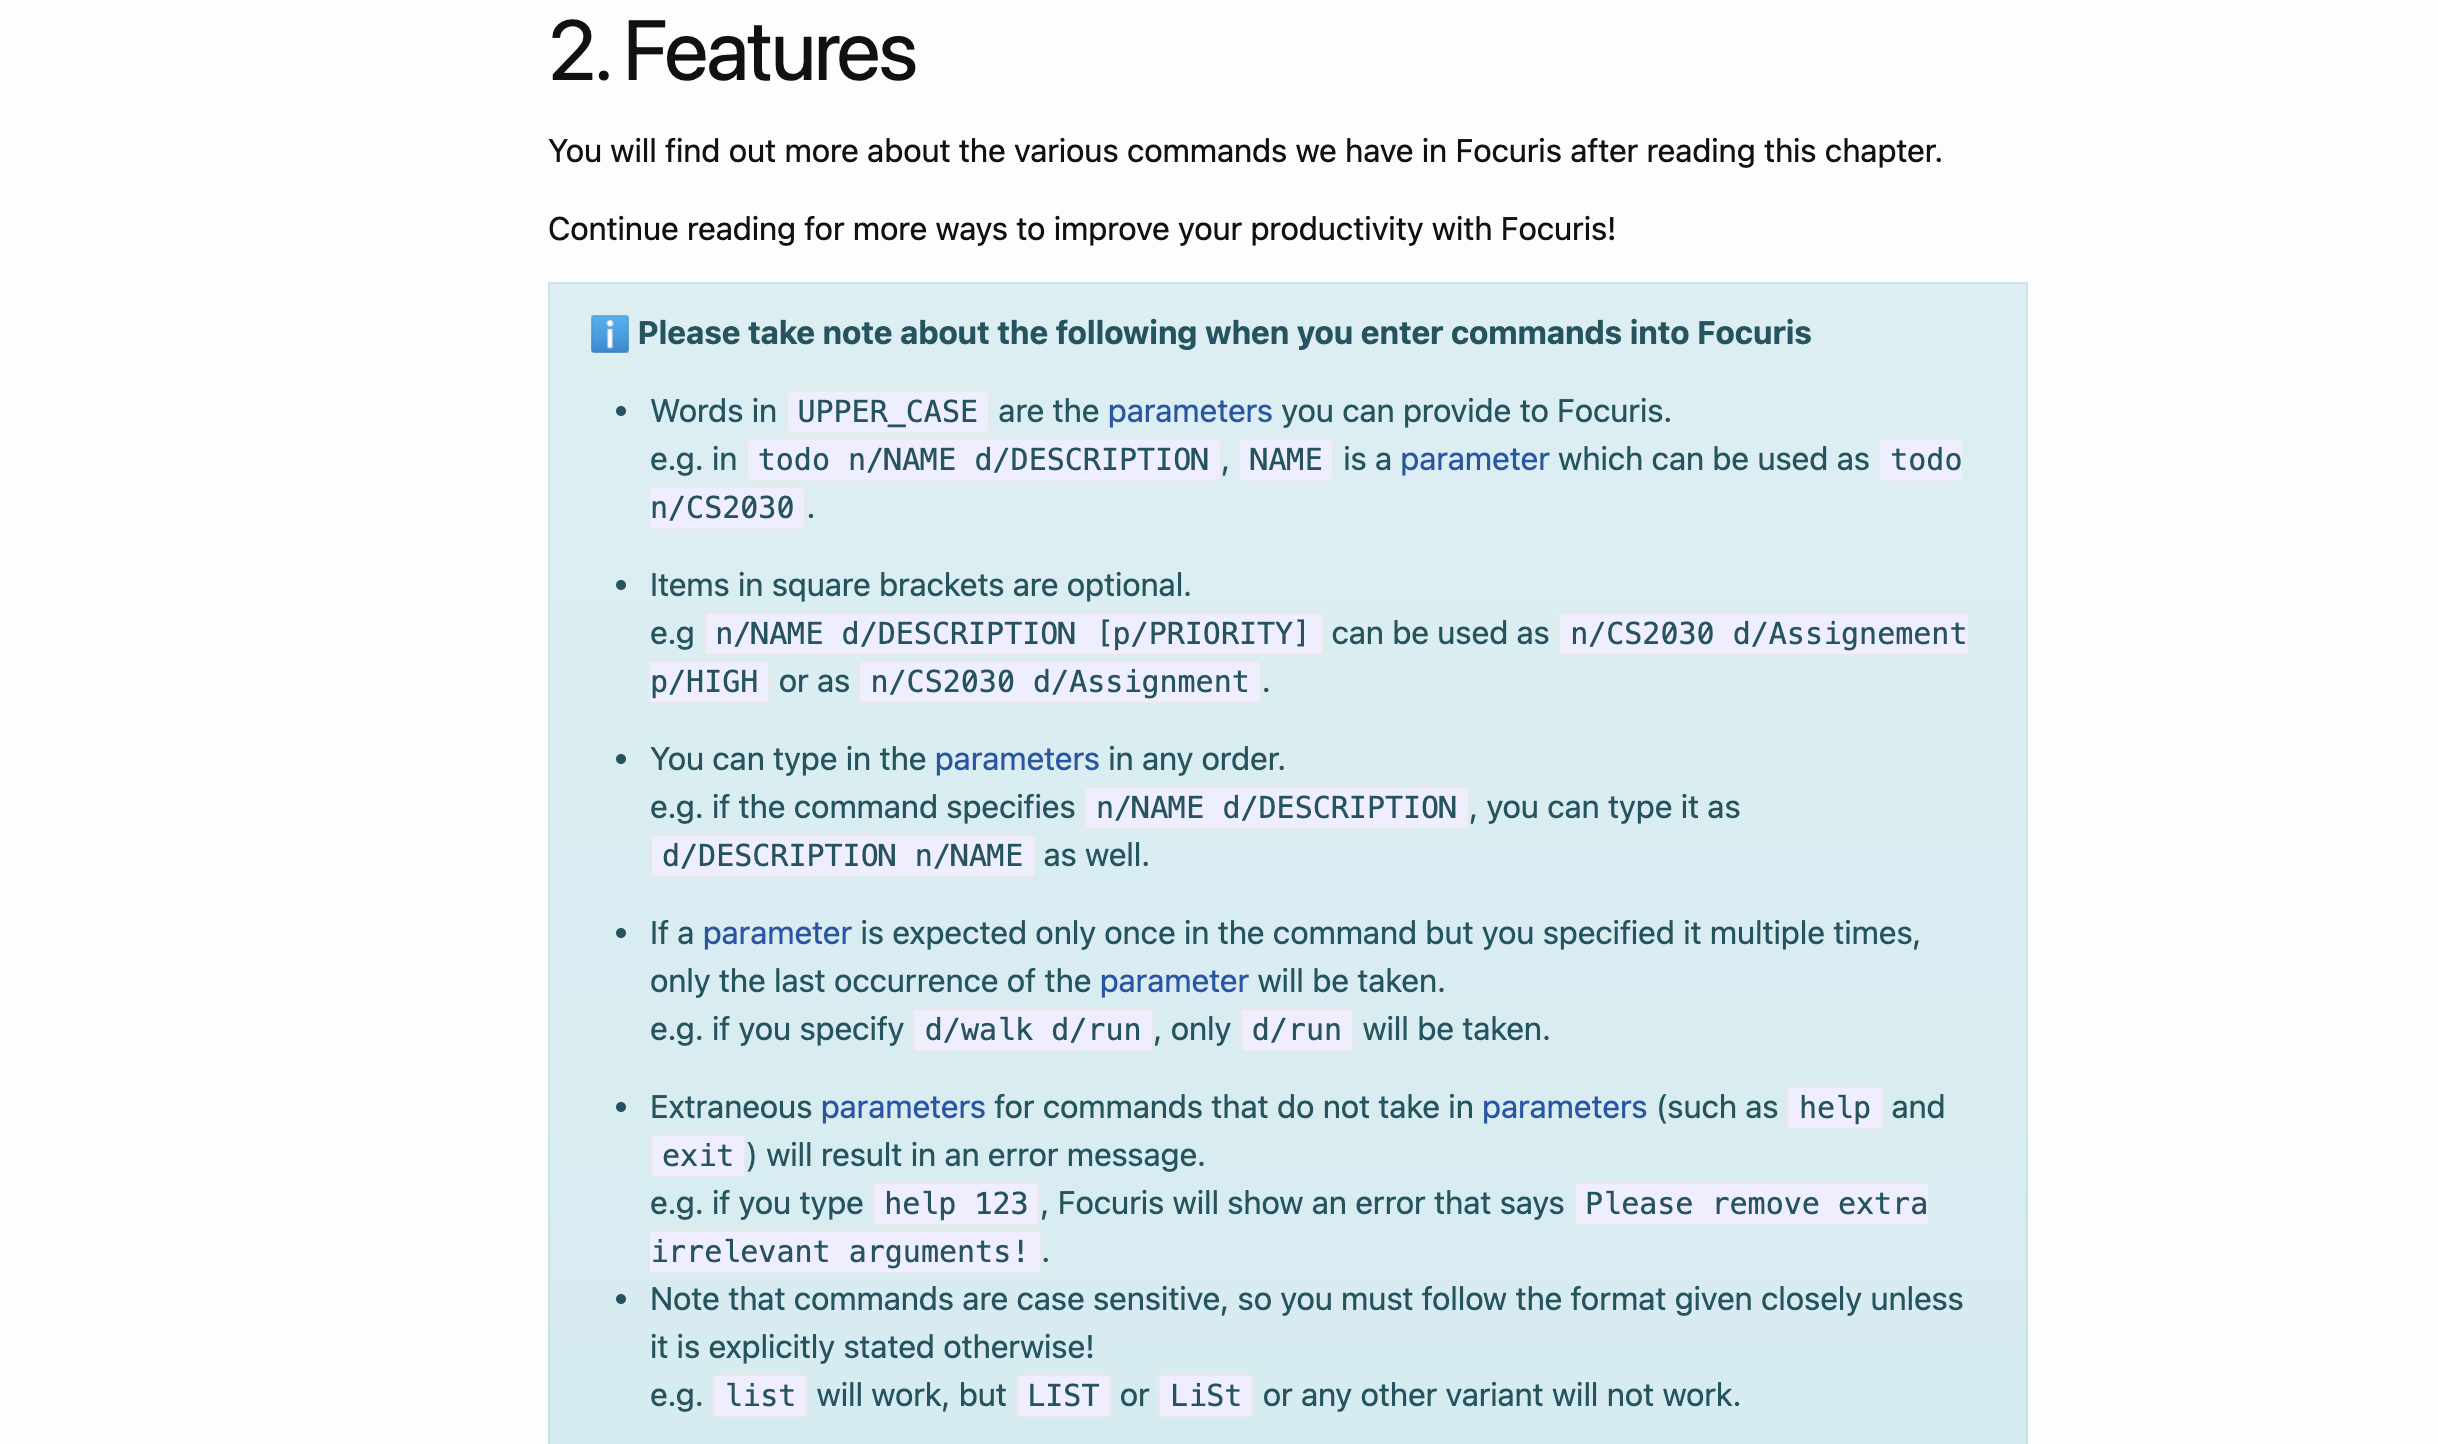 2. Features
You will find out more about the various commands we have in Focuris after reading this chapter.
Continue reading for more ways to improve your productivity with Focuris!
ℹ️ Please take note about the following when you enter commands into Focuris
• Words in UPPER_CASE are the parameters you can provide to Focuris.
e.g. in todo n/NAME d/DESCRIPTION, NAME is a parameter which can be used as todo
n/CS2030.
• Items in square brackets are optional.
e.g n/NAME d/DESCRIPTION [p/PRIORITY] can be used as n/CS2030 d/Assignement
p/HIGH or as n/CS2030 d/Assignment.
• You can type in the parameters in any order.
e.g. if the command specifies n/NAME d/DESCRIPTION, you can type it as
d/DESCRIPTION n/NAME as well.
• If a parameter is expected only once in the command but you specified it multiple times,
only the last occurrence of the parameter will be taken.
e.g. if you specify d/walk d/run, only d/run will be taken.
• Extraneous parameters for commands that do not take in parameters (such as help and
exit) will result in an error message.
e.g. if you type help 123, Focuris will show an error that says Please remove extra
irrelevant arguments!.
• Note that commands are case sensitive, so you must follow the format given closely unless
it is explicitly stated otherwise!
e.g. list will work, but LIST or LiSt or any other variant will not work.